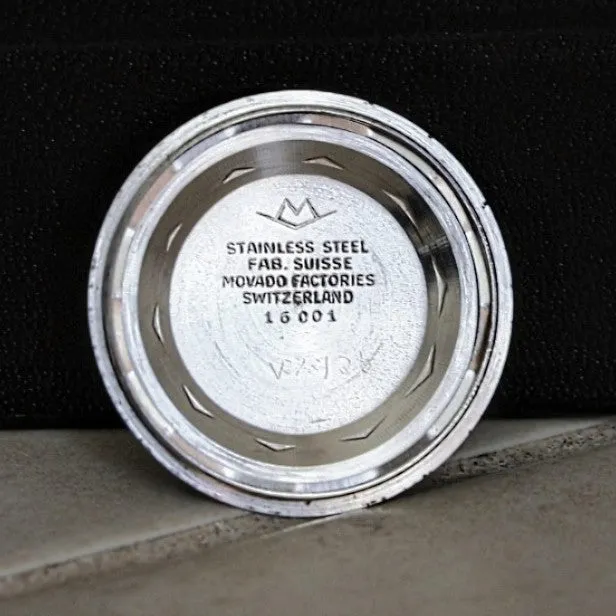 M
STAINLESS STEEL
FAB. SUISSE
MOVADO FACTORIES
SWITZERLAND
16001